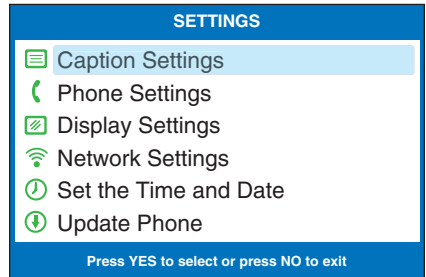 SETTINGS
Caption Settings
Phone Settings
Display Settings
Network Settings
Set the Time and Date
Update Phone
Press YES to select or press NO to exit